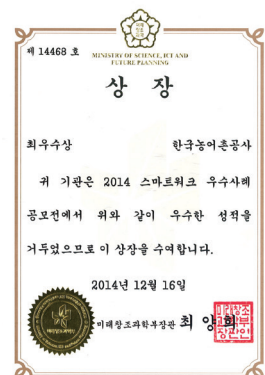 제 14468 호
MINISTRY OF SCIENCE, ICT AND
FUTURE PLANNING
상 장
최우수상 한국농어촌공사
귀 기관은 2014 스마트워크 우수사례
공모전에서 위와 같이 우수한 성적을
거두었으므로 이 상장을 수여합니다.
2014년 12월 16일
미래창조과학부장관 최양희